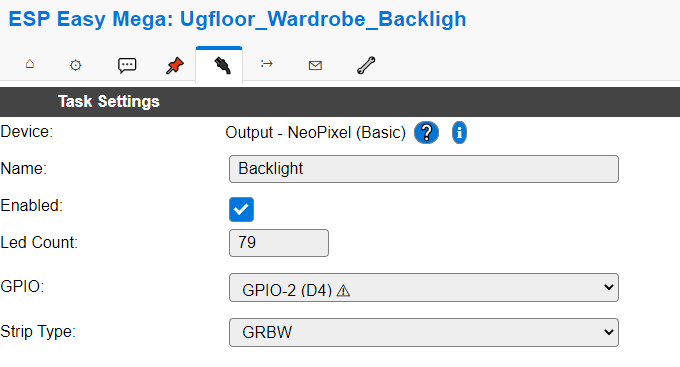 ESP Easy Mega: Ugfloor_Wardrobe_Backligh
Task Settings
Device: Output - NeoPixel (Basic) ? i
Name: Backlight
Enabled:
Led Count: 79
GPIO: GPIO-2 (D4) ⚠
Strip Type: GRBW